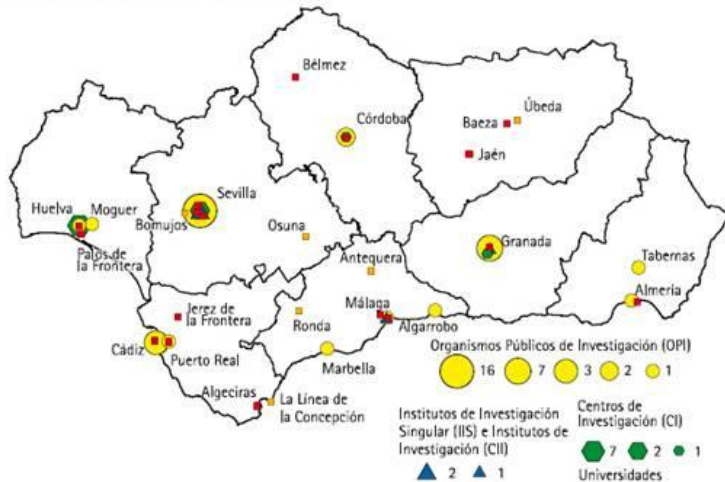 Bélmez
Córdoba
Úbeda
Baeza
Jaén
Sevilla
Huelva
Moguer
Bomujos
Osuna
Granada
Palos de
la Frontera
Antequera
Tabernas
Almería
Jerez de
la Frontera
Málaga
Ronda
Algarrobo
Cádiz
Puerto Real
Marbella
Algeciras
La Línea de
la Concepción
Organismos Públicos de Investigación (OPI)
16 7 3 2 1
Institutos de Investigación
Singular (IIS) e Institutos de
Investigación (CII)
2 1
Centros de
Investigación (CI)
7 2 1
Universidades